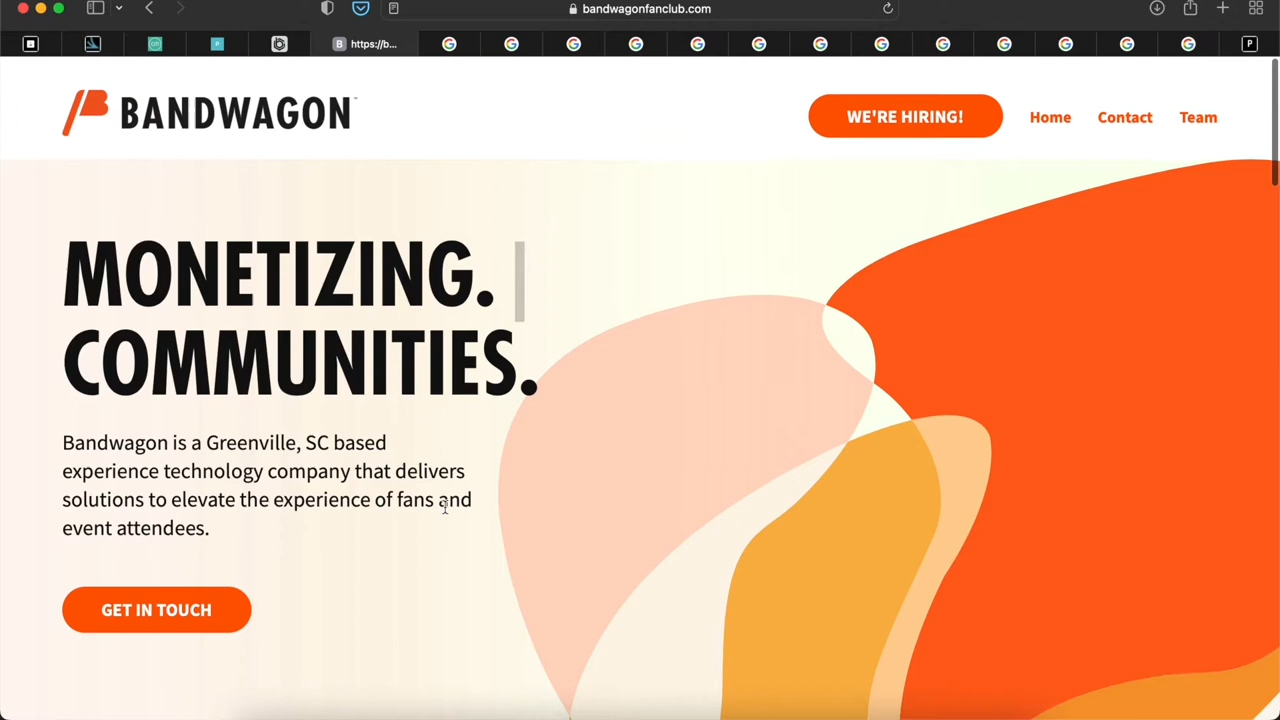 bandwagonfanclub.com
B https://b...
P
BANDWAGON™
WE'RE HIRING!
Home
Contact
Team
MONETIZING.
COMMUNITIES.
Bandwagon is a Greenville, SC based
experience technology company that delivers
solutions to elevate the experience of fans and
event attendees.
GET IN TOUCH